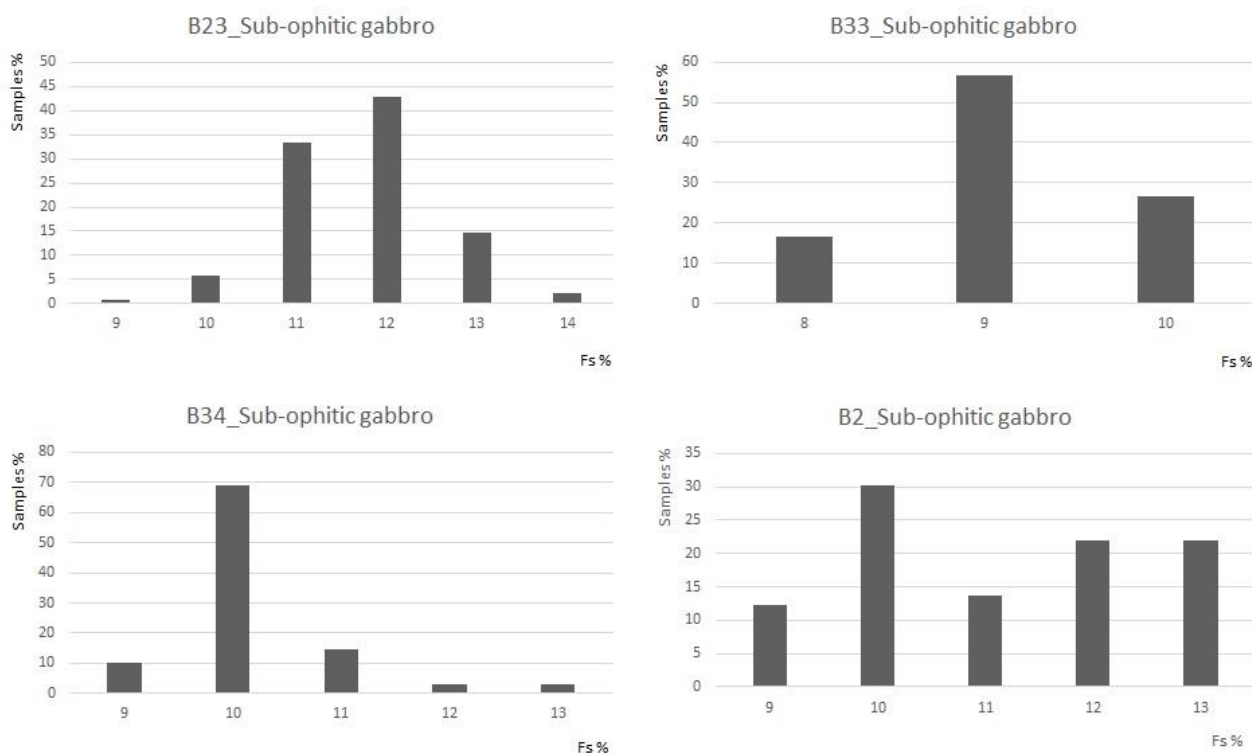 B23_Sub-ophitic gabbro
Samples %
50
45
40
35
30
25
20
15
10
5
0
9 10 11 12 13 14
Fs %
B33_Sub-ophitic gabbro
Samples %
60
50
40
30
20
10
0
8 9 10
Fs %
B34_Sub-ophitic gabbro
Samples %
80
70
60
50
40
30
20
10
0
9 10 11 12 13
Fs %
B2_Sub-ophitic gabbro
Samples %
35
30
25
20
15
10
5
0
9 10 11 12 13
Fs %